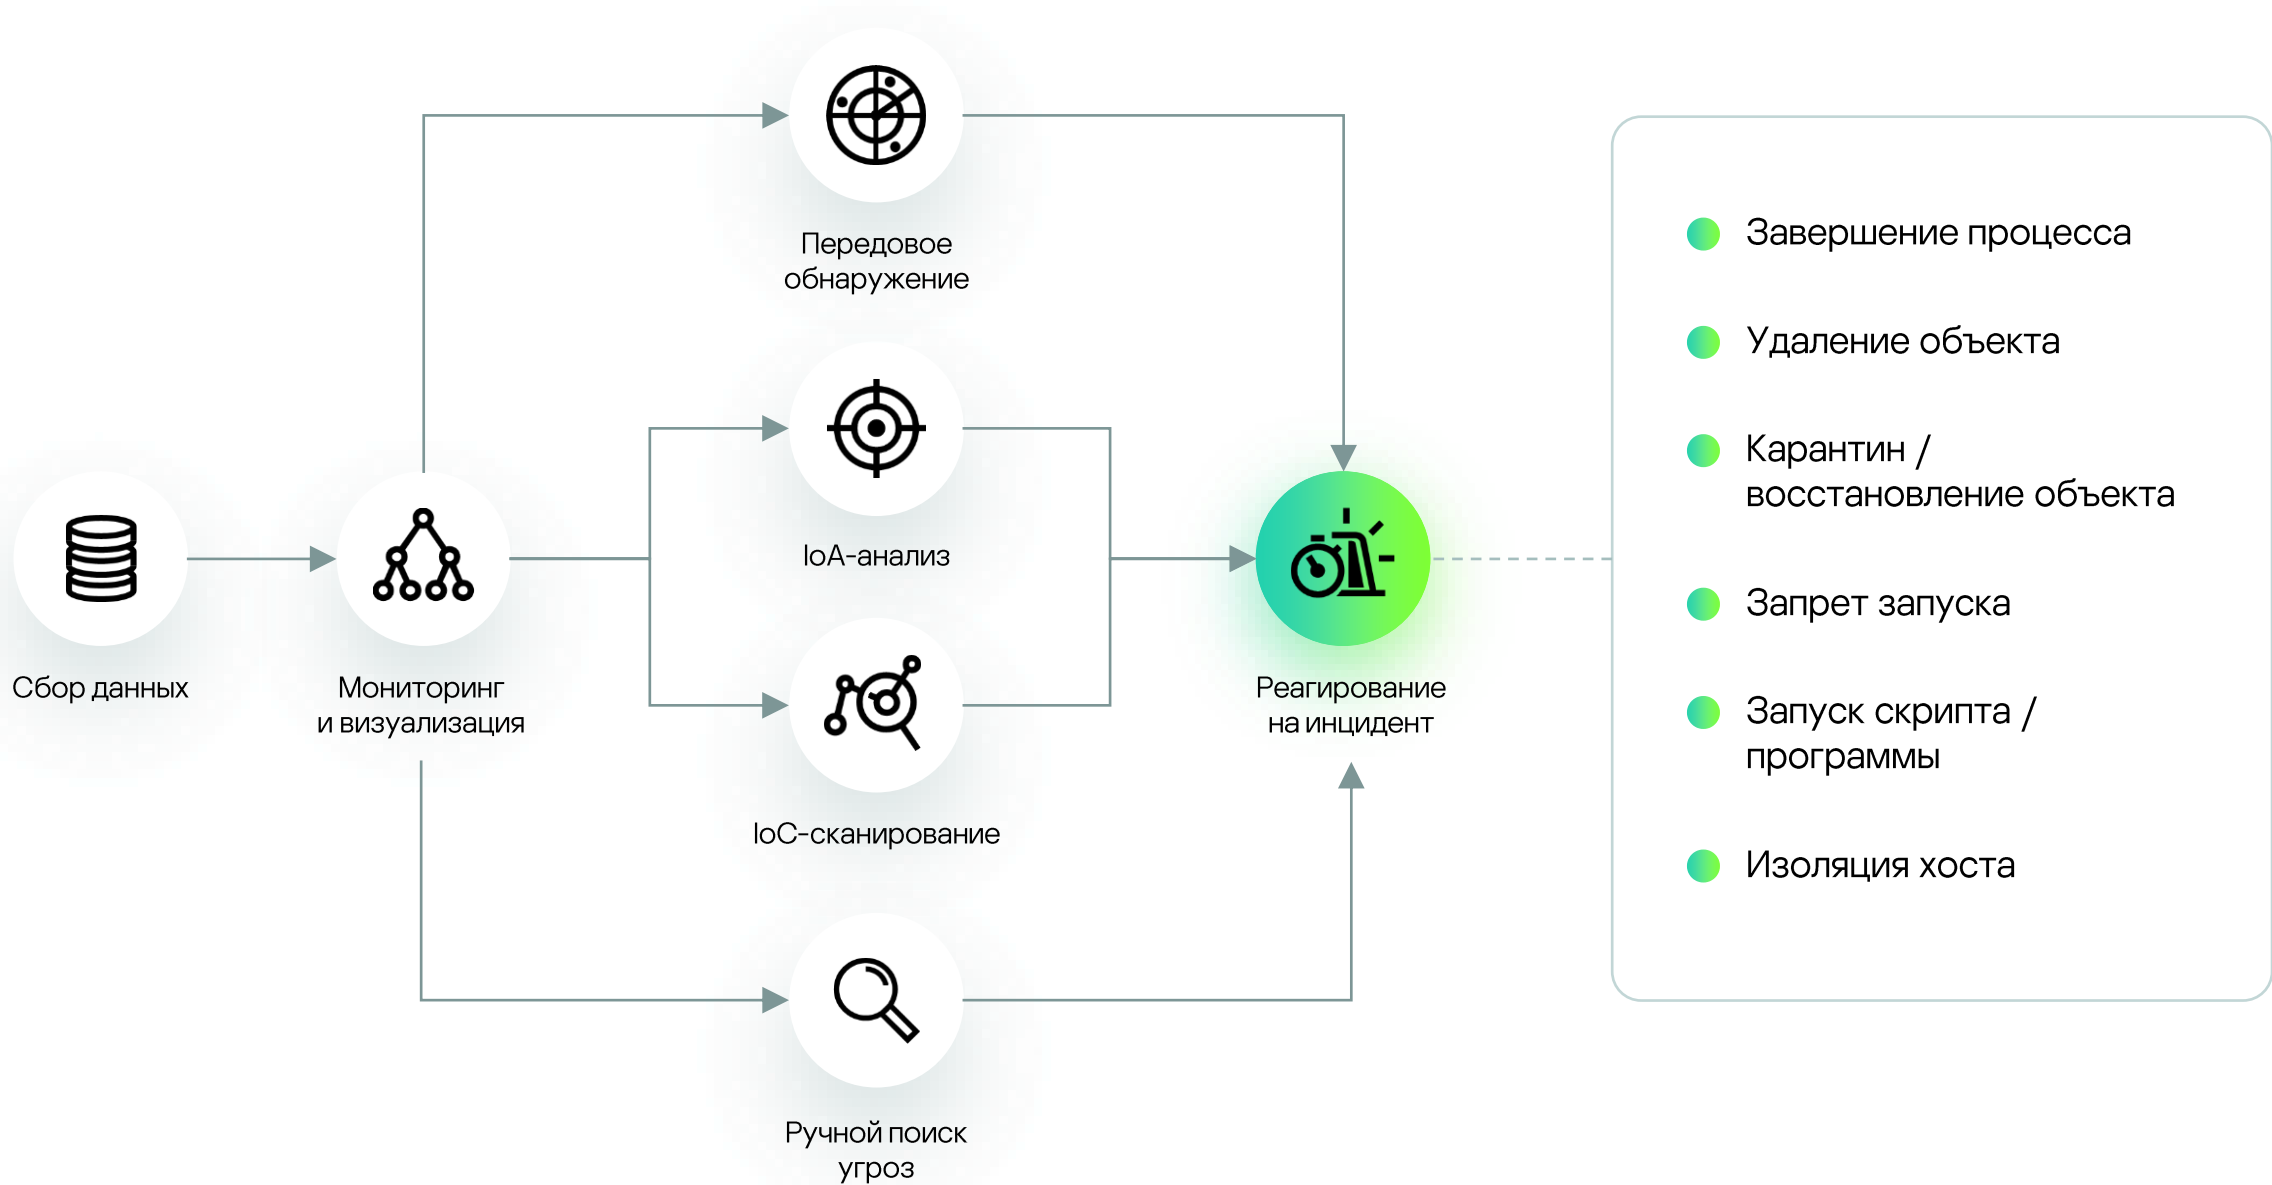 Передовое
обнаружение
IoA-анализ
Сбор данных
Мониторинг
и визуализация
IoC-сканирование
Ручной поиск
угроз
Реагирование
на инцидент
Завершение процесса
Удаление объекта
Карантин /
восстановление объекта
Запрет запуска
Запуск скрипта /
программы
Изоляция хоста